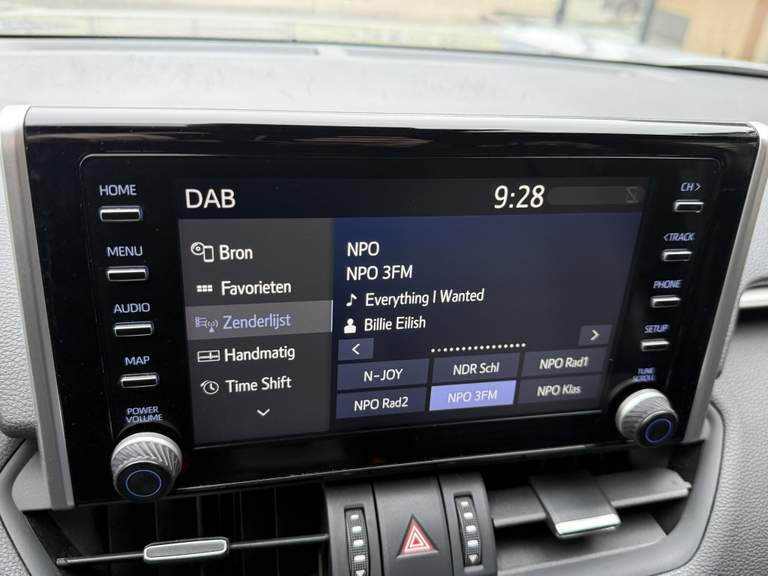 HOME
MENU
AUDIO
MAP
POWER
VOLUME
DAB
9:28
Bron
Favorieten
Zenderlijst
Handmatig
Time Shift
NPO
NPO 3FM
Everything I Wanted
Billie Eilish
< >
N-JOY NDR Schl NPO Rad1
NPO Rad2 NPO 3FM NPO Klas
CH >
< TRACK
PHONE
SETUP
TUNE
SCROLL